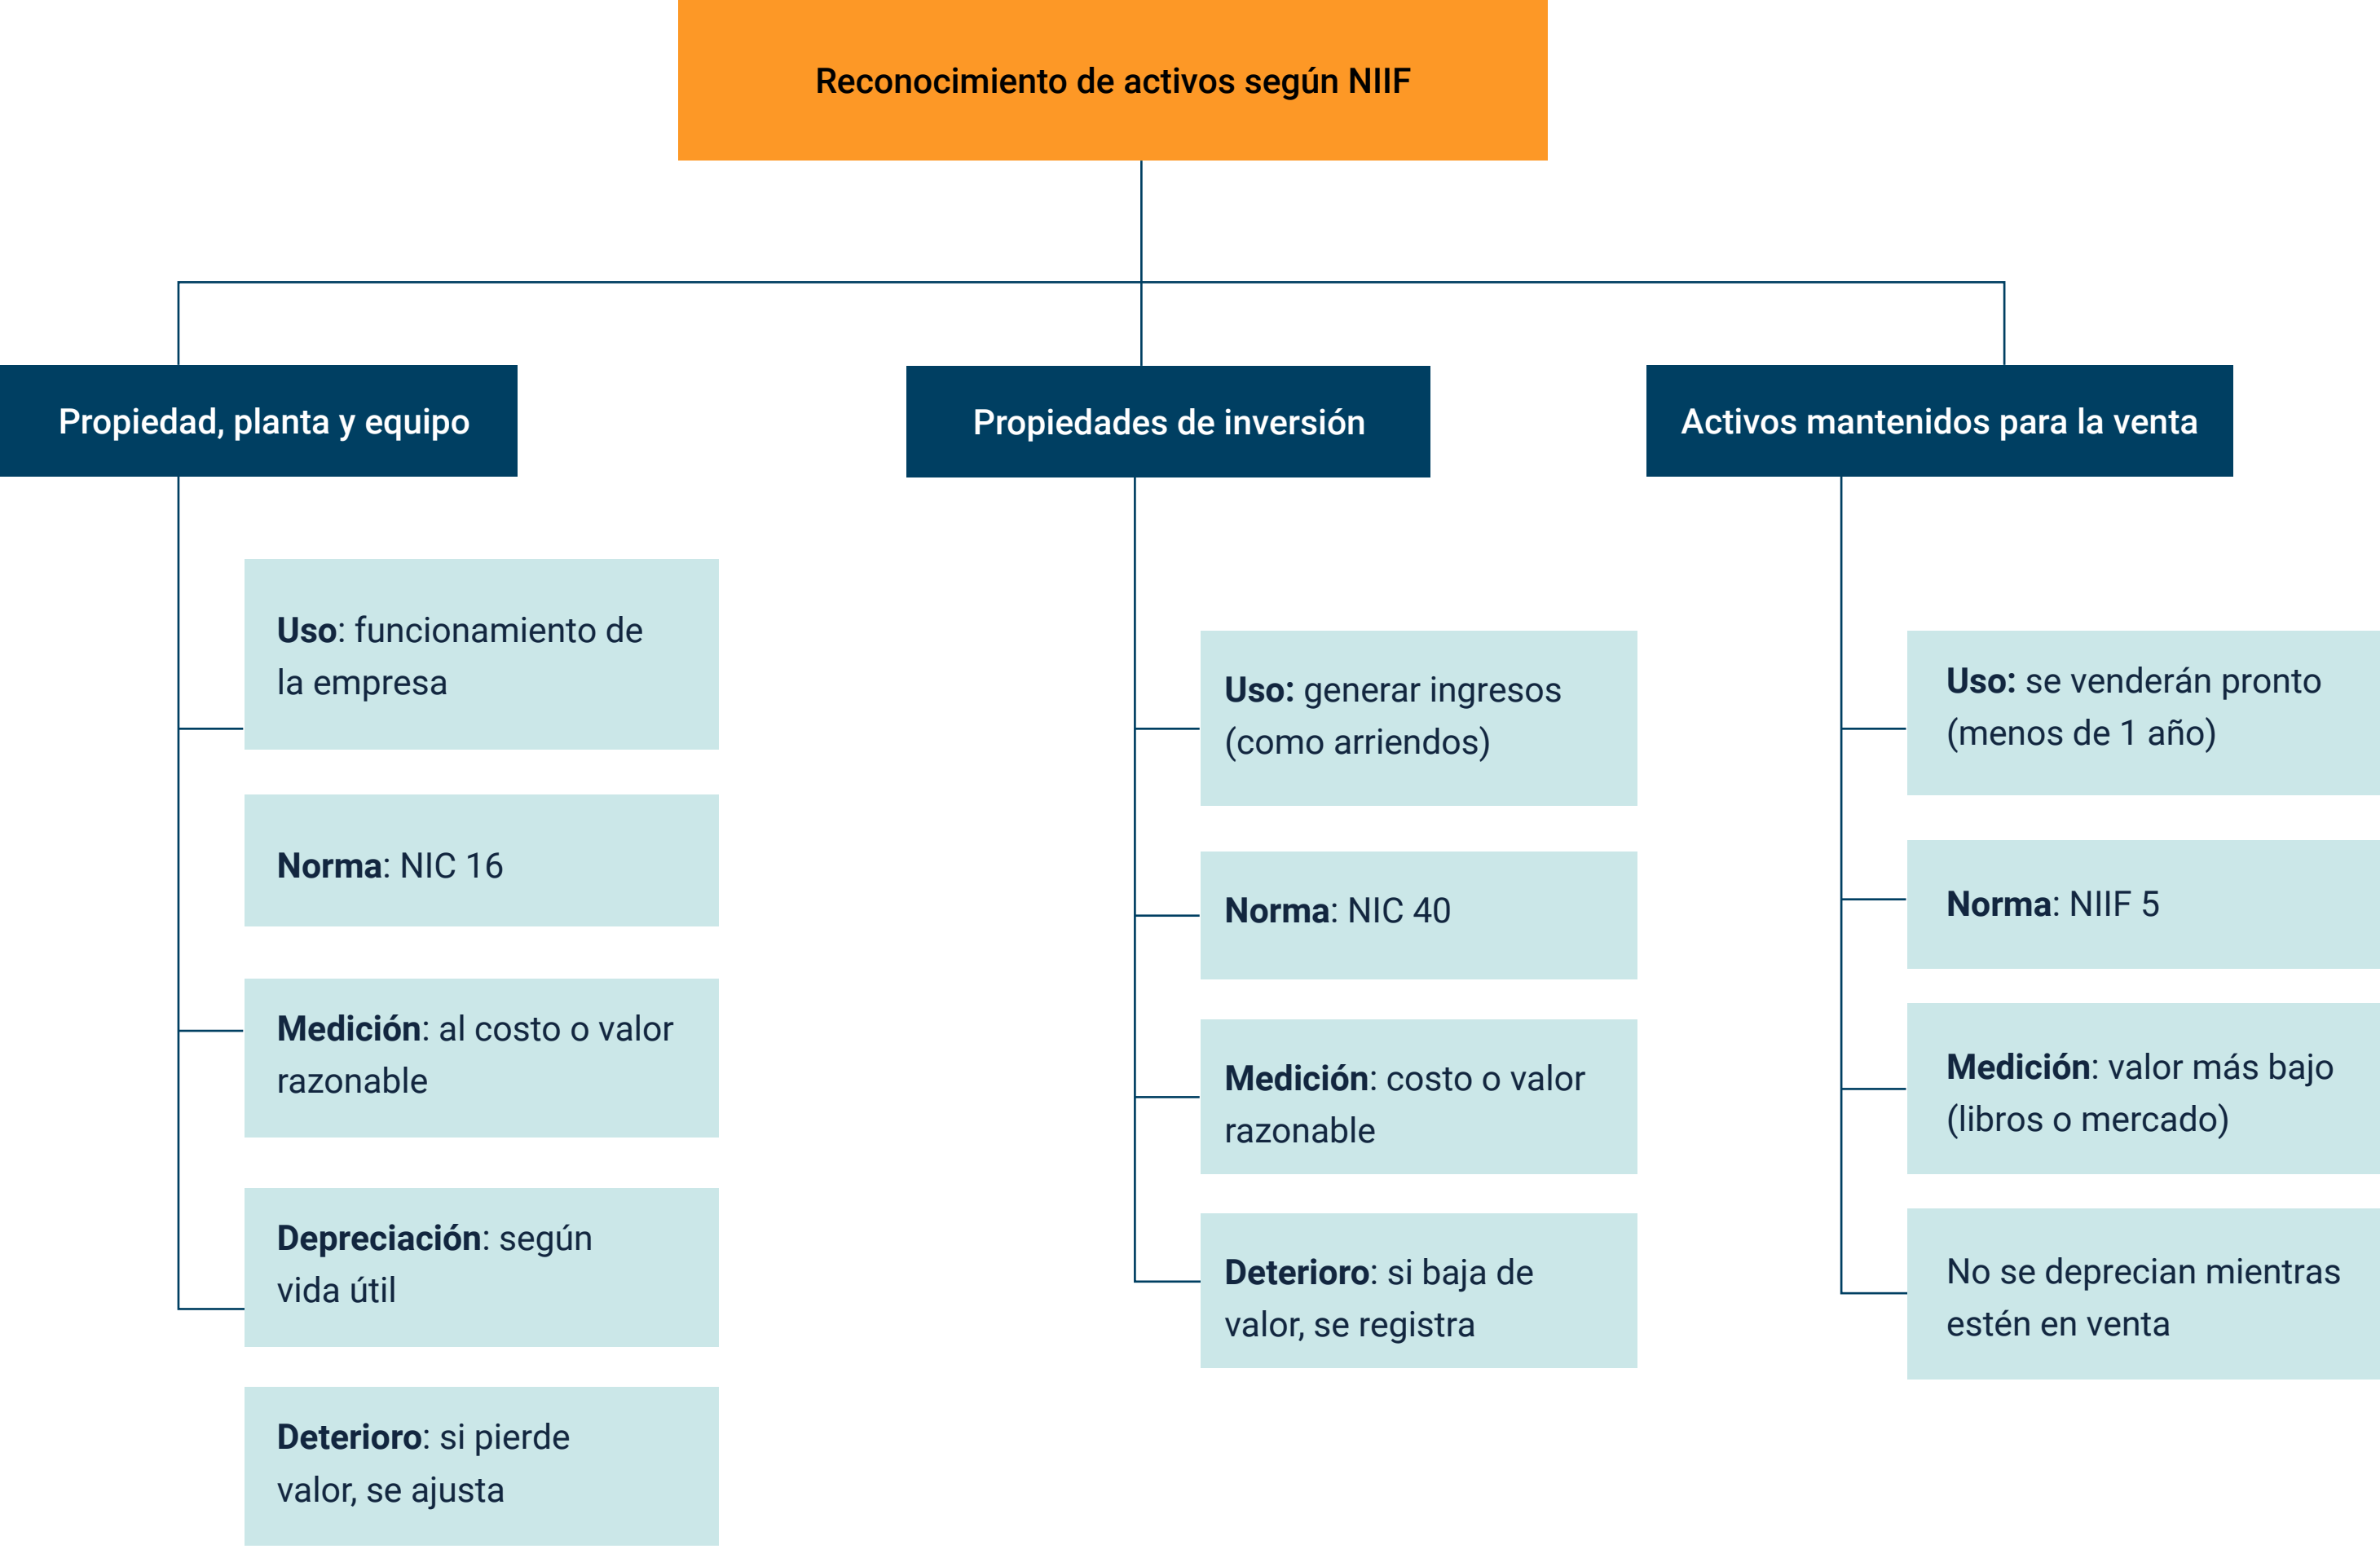 Reconocimiento de activos según NIIF
Propiedad, planta y equipo
Uso: funcionamiento de
la empresa
Norma: NIC 16
Medición: al costo o valor
razonable
Depreciación: según
vida útil
Deterioro: si pierde
valor, se ajusta
Propiedades de inversión
Uso: generar ingresos
(como arriendos)
Norma: NIC 40
Medición: costo o valor
razonable
Deterioro: si baja de
valor, se registra
Activos mantenidos para la venta
Uso: se venderán pronto
(menos de 1 año)
Norma: NIIF 5
Medición: valor más bajo
(libros o mercado)
No se deprecian mientras
estén en venta